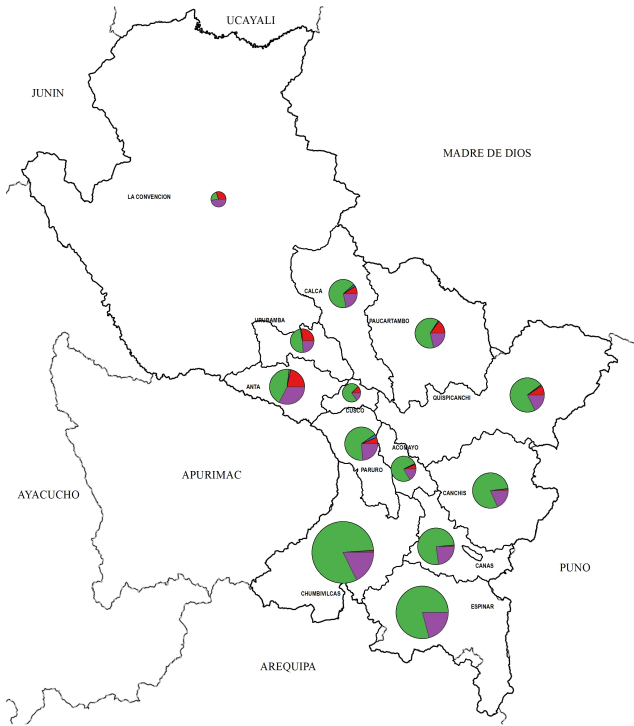 UCAYALI
JUNIN
MADRE DE DIOS
LA CONVENCION
CALCA
URUBAMBA
PAUCARTAMBO
ANTA
QUISPICANCHI
CUSCO
ACOMAYO
PARURO
APURIMAC
AYACUCHO
CANCHIS
CANAS
PUNO
CHUMBIVILCAS
ESPINAR
AREQUIPA